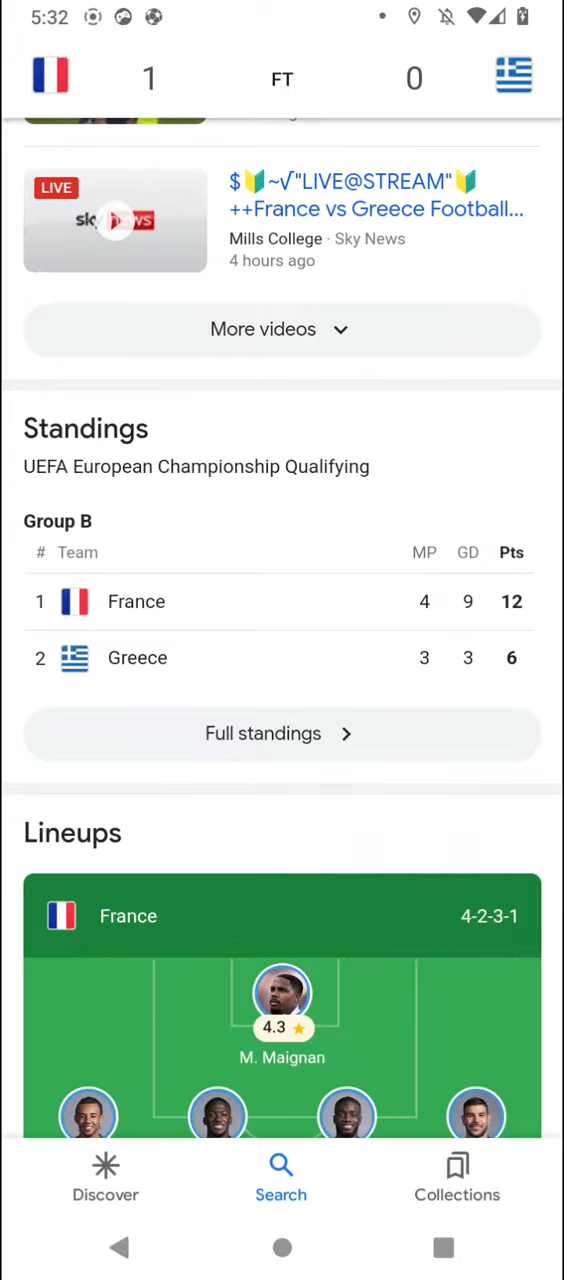 5:32
1 FT 0
LIVE
sky news
$🔰~√"LIVE@STREAM"🔰
++France vs Greece Football...
Mills College · Sky News
4 hours ago
More videos
Standings
UEFA European Championship Qualifying
Group B
# Team MP GD Pts
1 France 4 9 12
2 Greece 3 3 6
Full standings
Lineups
France 4-2-3-1
4.3
M. Maignan
Discover Search Collections